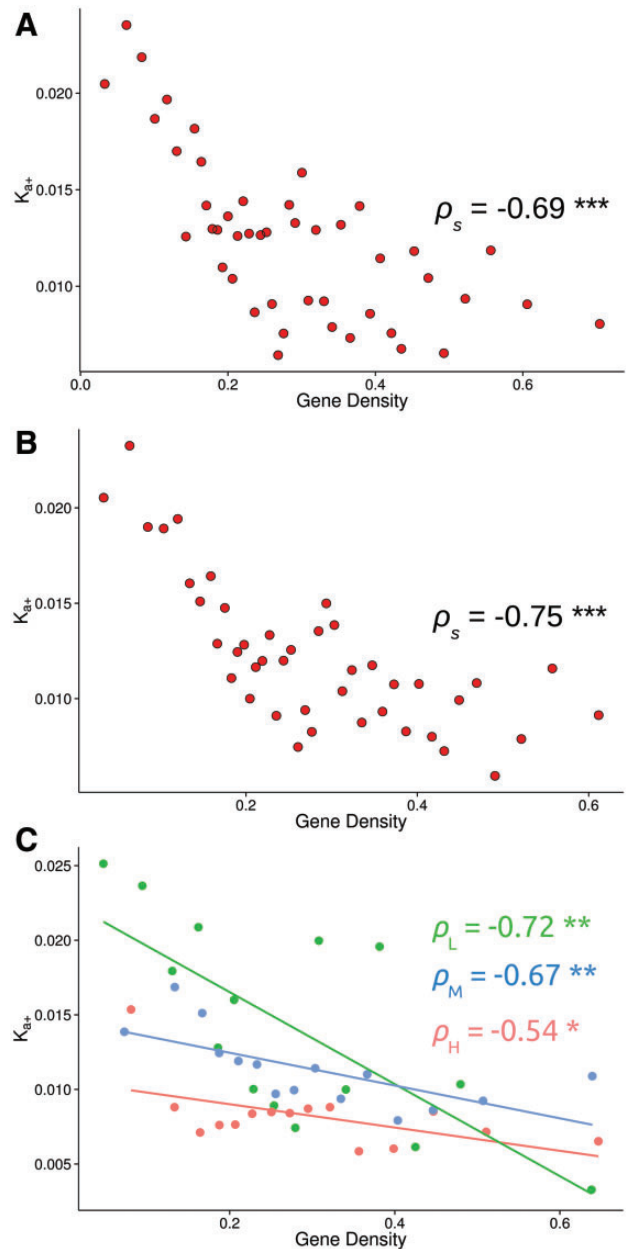 A
0.020
0.015
0.010
Ka+
ρs = -0.69 ***
0.0
0.2
0.4
0.6
Gene Density
B
0.020
0.015
0.010
Ka+
ρs = -0.75 ***
0.2
0.4
0.6
Gene Density
C
0.025
0.020
0.015
0.010
0.005
Ka+
ρL = -0.72 **
ρM = -0.67 **
ρH = -0.54 *
0.2
0.4
0.6
Gene Density